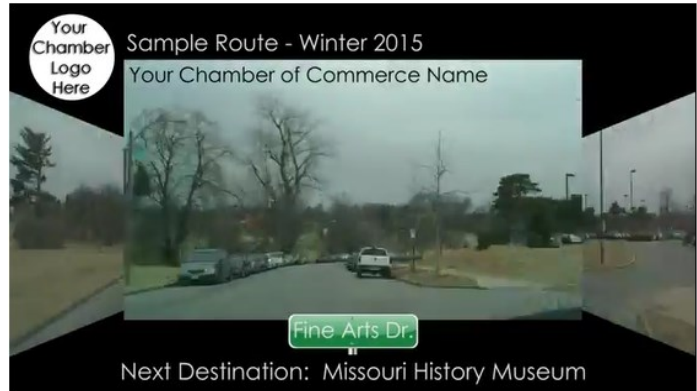 Your
Chamber
Logo
Here
Sample Route - Winter 2015
Your Chamber of Commerce Name
Fine Arts Dr.
Next Destination: Missouri History Museum